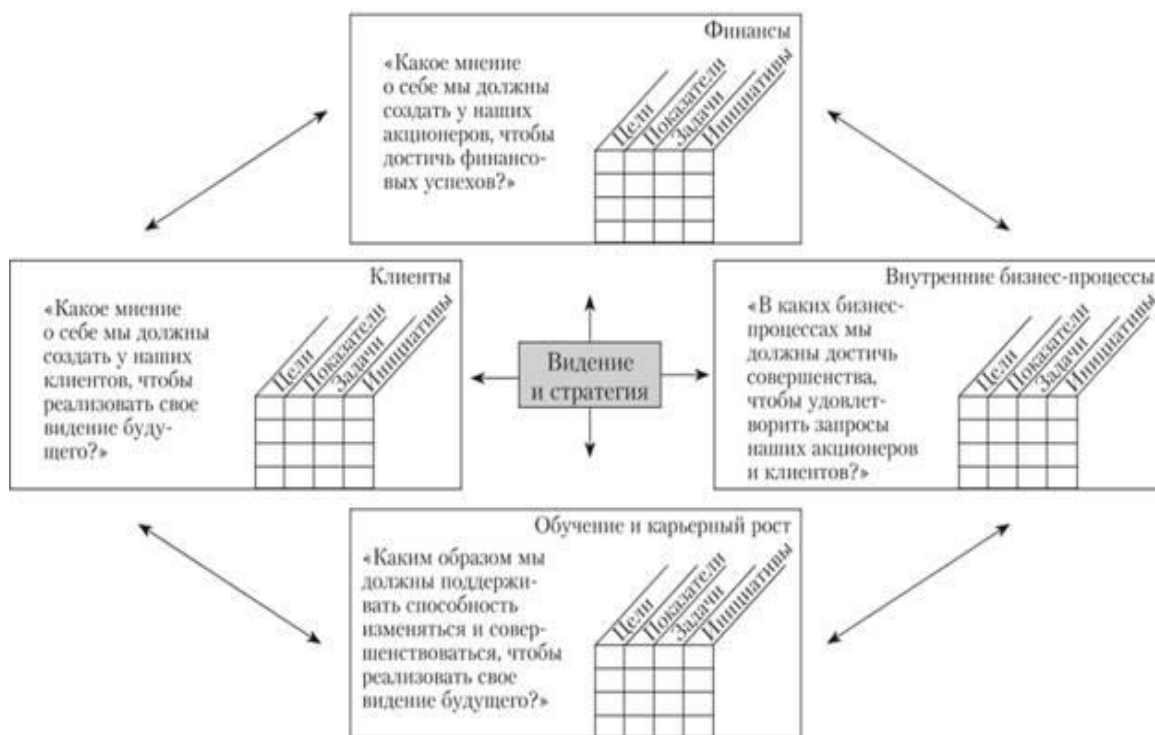 Финансы
«Какое мнение
о себе мы должны
создать у наших
акционеров, чтобы
достичь финансо-
вых успехов?»
Цели
Показатели
Задачи
Инициативы
Клиенты
«Какое мнение
о себе мы должны
создать у наших
клиентов, чтобы
реализовать свое
видение буду-
щего?»
Цели
Показатели
Задачи
Инициативы
Видение
и стратегия
Внутренние бизнес-процессы
«В каких бизнес-
процессах мы
должны достичь
совершенства,
чтобы удовлет-
ворить запросы
наших акционеров
и клиентов?»
Цели
Показатели
Задачи
Инициативы
Обучение и карьерный рост
«Каким образом мы
должны поддержи-
вать способность
изменяться и совер-
шенствоваться, чтобы
реализовать свое
видение будущего?»
Цели
Показатели
Задачи
Инициативы